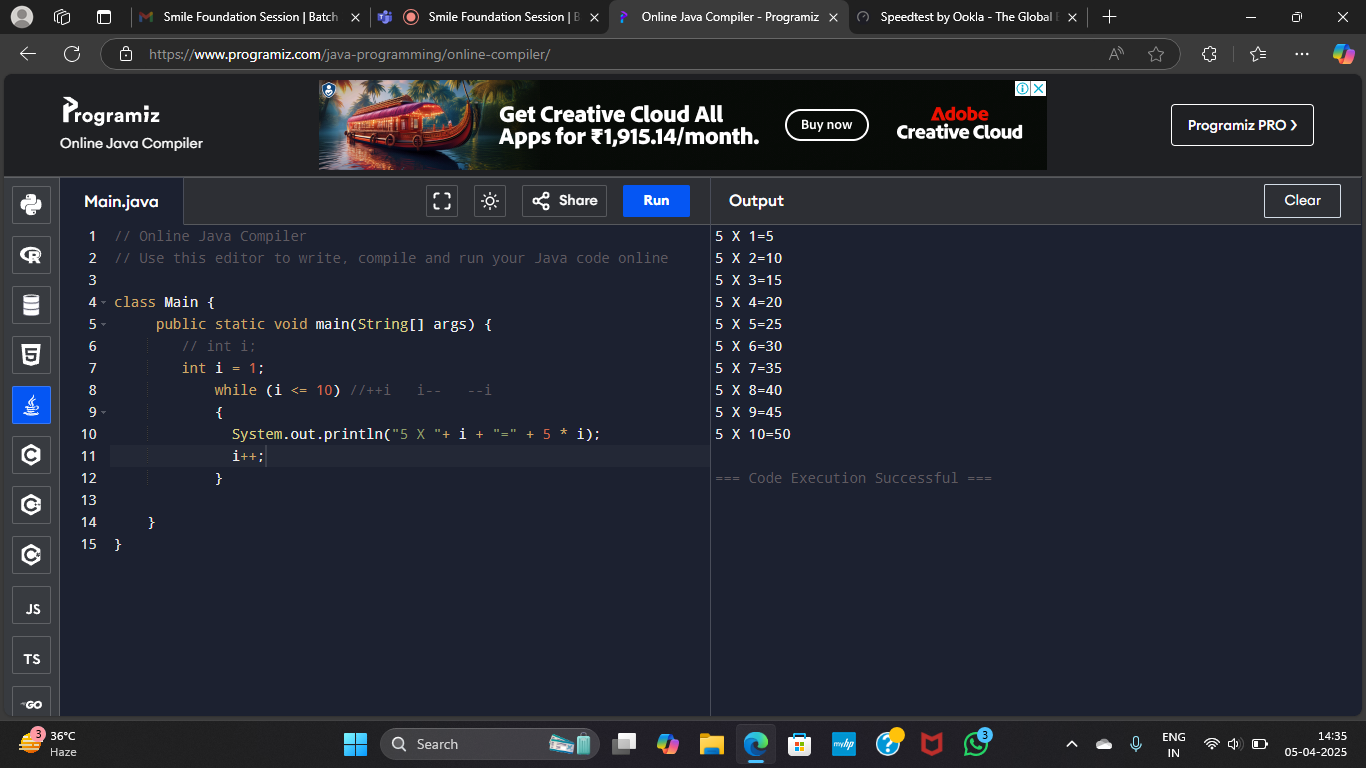 Smile Foundation Session | Batch
Smile Foundation Session | B
Online Java Compiler - Programiz
Speedtest by Ookla - The Global
https://www.programiz.com/java-programming/online-compiler/
Programiz
Online Java Compiler
Get Creative Cloud All
Apps for ₹1,915.14/month.
Buy now
Adobe
Creative Cloud
Programiz PRO >
Main.java
Share
Run
Output
Clear
1 // Online Java Compiler
2 // Use this editor to write, compile and run your Java code online
3
4 class Main {
5 public static void main(String[] args) {
6 // int i;
7 int i = 1;
8 while (i <= 10) //++i i-- --i
9 {
10 System.out.println("5 X "+ i + "=" + 5 * i);
11 i++;
12 }
13
14 }
15 }
5 X 1=5
5 X 2=10
5 X 3=15
5 X 4=20
5 X 5=25
5 X 6=30
5 X 7=35
5 X 8=40
5 X 9=45
5 X 10=50
=== Code Execution Successful ===
R
5
C
C
C
JS
TS
GO
3
36°C
Haze
Search
myhp
3
ENG
IN
14:35
05-04-2025